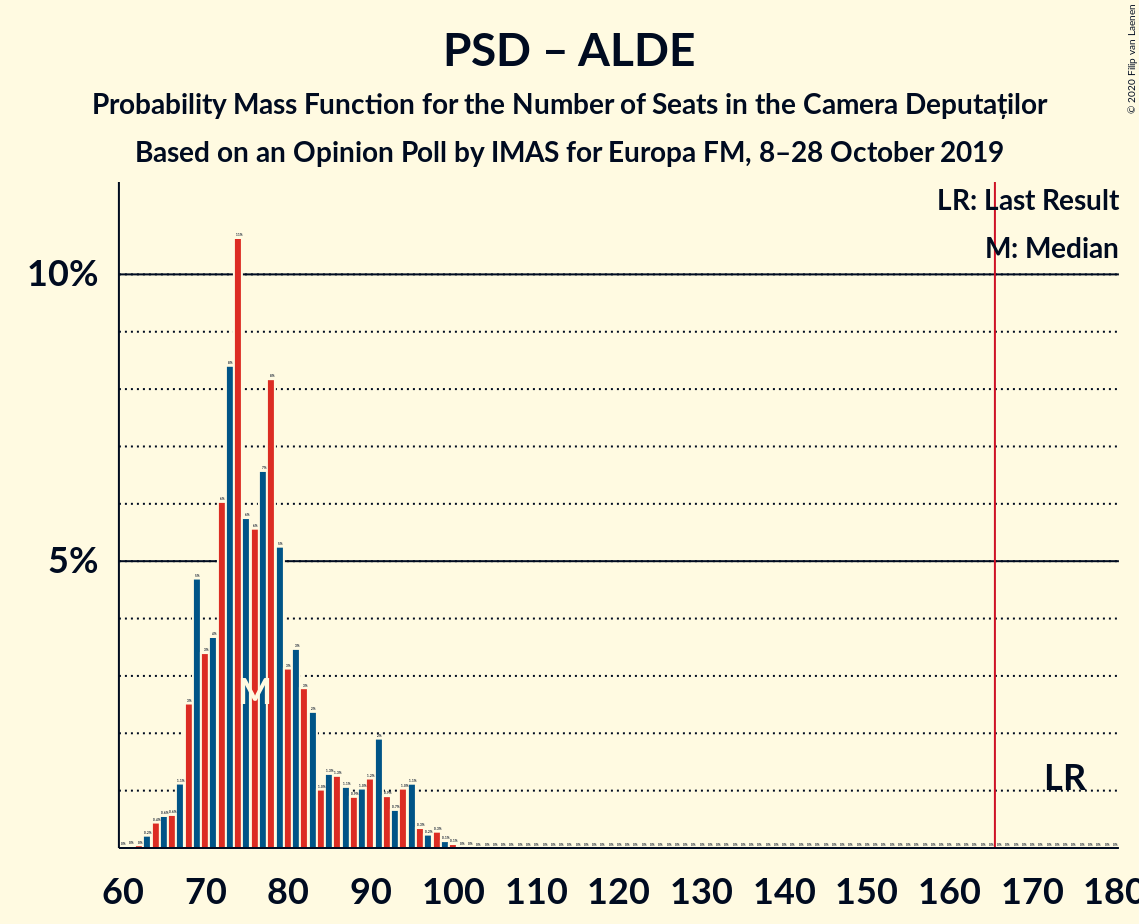 PSD – ALDE
Probability Mass Function for the Number of Seats in the Camera Deputaților
Based on an Opinion Poll by IMAS for Europa FM, 8–28 October 2019
© 2020 Filip van Laenen
LR: Last Result
M: Median
10%
5%
M
LR
60 70 80 90 100 110 120 130 140 150 160 170 180